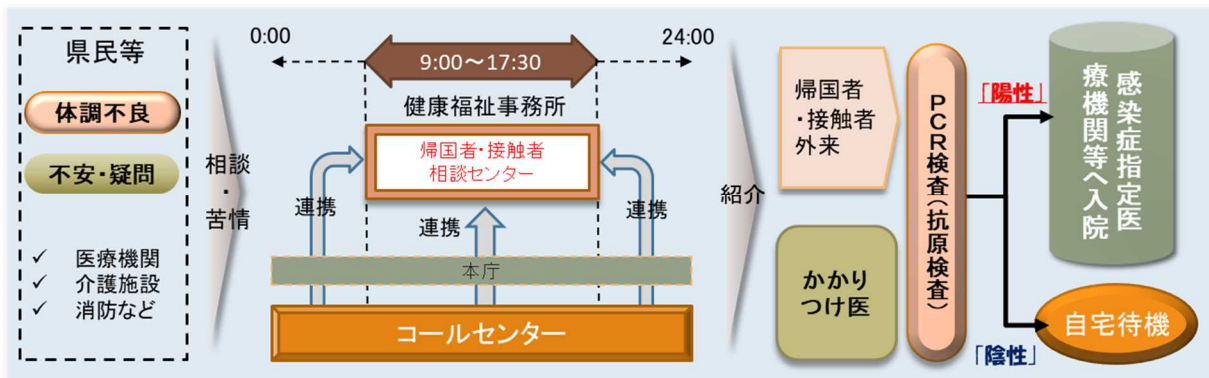 県民等
体調不良
不安・疑問
✓ 医療機関
✓ 介護施設
✓ 消防など
相談・苦情
0:00
24:00
9:00～17:30
健康福祉事務所
帰国者・接触者
相談センター
連携
連携
連携
本庁
コールセンター
紹介
帰国者
・接触者
外来
かかり
つけ医
PCR検査(抗原検査)
「陽性」
感染症指定医
療機関等へ入院
「陰性」
自宅待機